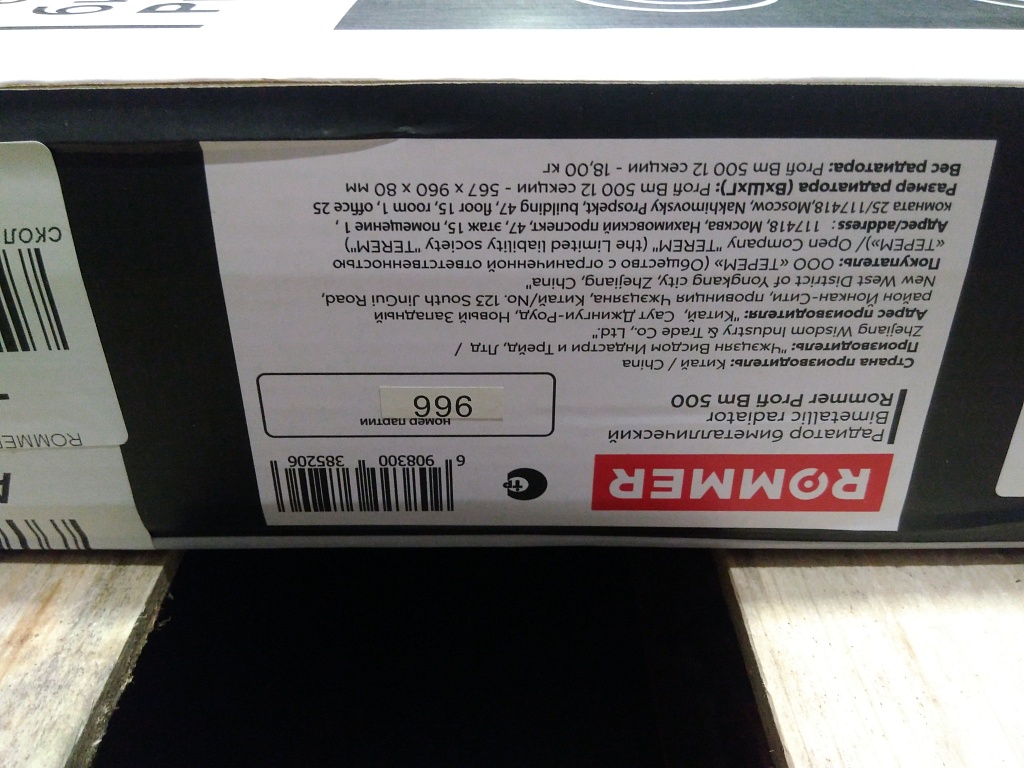 ROMMER
Радиатор биметаллический
Bimetallic radiator
Rommer Profi Bm 500
6 908300 385206
номер партии
996
Страна производитель: Китай / China
Производитель: "Чжэцзян Висдом Индастри и Трейд, Лтд /
Zhejiang Wisdom Industry & Trade Co., Ltd."
Адрес производителя: "Китай, Саут Джингуи-Роуд, Новый Западный
район Йонкан-Сити, провинция Чжэцзяна, Китай/No. 123 South JinGui Road,
New West District of Yongkang city, Zhejiang, China"
Покупатель: ООО «ТЕРЕМ» (Общество с ограниченной ответственностью
«ТЕРЕМ»)/ Open Company "TEREM" (the Limited liability society "TEREM")
Адрес/address: 117418, Москва, Нахимовский проспект, 47, этаж 15, помещение 1 ,
комната 25/117418,Moscow, Nakhimovsky Prospekt, building 47, floor 15, room 1, office 25
Размер радиатора (ВхШхГ): Profi Bm 500 12 секции - 567 x 960 x 80 мм
Вес радиатора: Profi Bm 500 12 секции - 18,00 кг
ROMMER